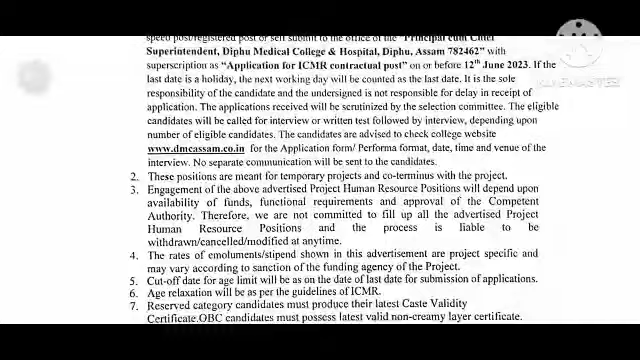 speed post/registered post or self submit to the office of the "Principal cum Chief
Superintendent, Diphu Medical College & Hospital, Diphu, Assam 782462" with
superscription as "Application for ICMR contractual post" on or before 12th June 2023. If the
last date is a holiday, the next working day will be counted as the last date. It is the sole
responsibility of the candidate and the undersigned is not responsible for delay in receipt of
application. The applications received will be scrutinized by the selection committee. The eligible
candidates will be called for interview or written test followed by interview, depending upon
number of eligible candidates. The candidates are advised to check college website
www.dmcassam.co.in for the Application form/ Performa format, date, time and venue of the
interview. No separate communication will be sent to the candidates.
2. These positions are meant for temporary projects and co-terminus with the project.
3. Engagement of the above advertised Project Human Resource Positions will depend upon
availability of funds, functional requirements and approval of the Competent
Authority. Therefore, we are not committed to fill up all the advertised Project
Human Resource Positions and the process is liable to be
withdrawn/cancelled/modified at anytime.
4. The rates of emoluments/stipend shown in this advertisement are project specific and
may vary according to sanction of the funding agency of the Project.
5. Cut-off date for age limit will be as on the date of last date for submission of applications.
6. Age relaxation will be as per the guidelines of ICMR.
7. Reserved category candidates must produce their latest Caste Validity
Certificate.OBC candidates must possess latest valid non-creamy layer certificate.
KINEMASTER